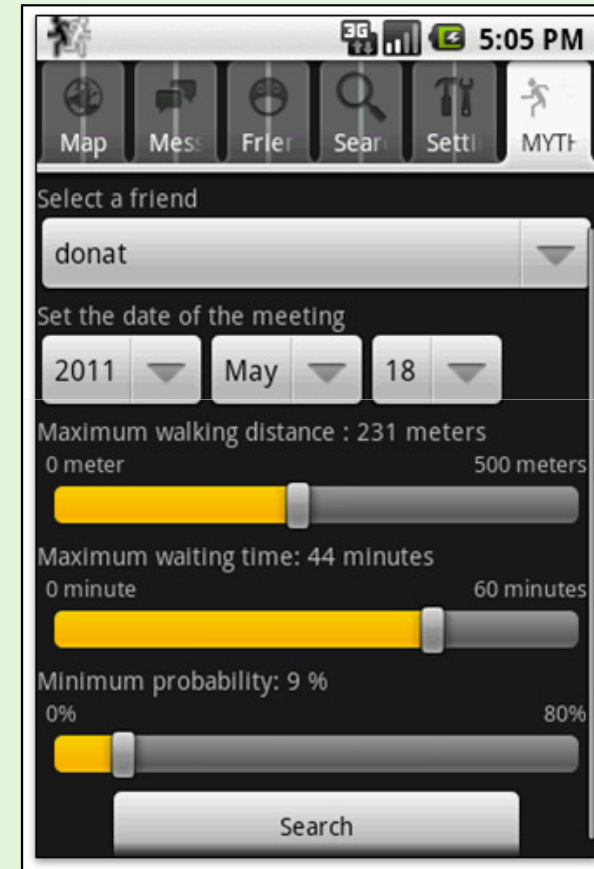 3G 5:05 PM
Map Mess Frier Sear Setti MYTH
Select a friend
donat
Set the date of the meeting
2011 May 18
Maximum walking distance : 231 meters
0 meter 500 meters
Maximum waiting time: 44 minutes
0 minute 60 minutes
Minimum probability: 9 %
0% 80%
Search